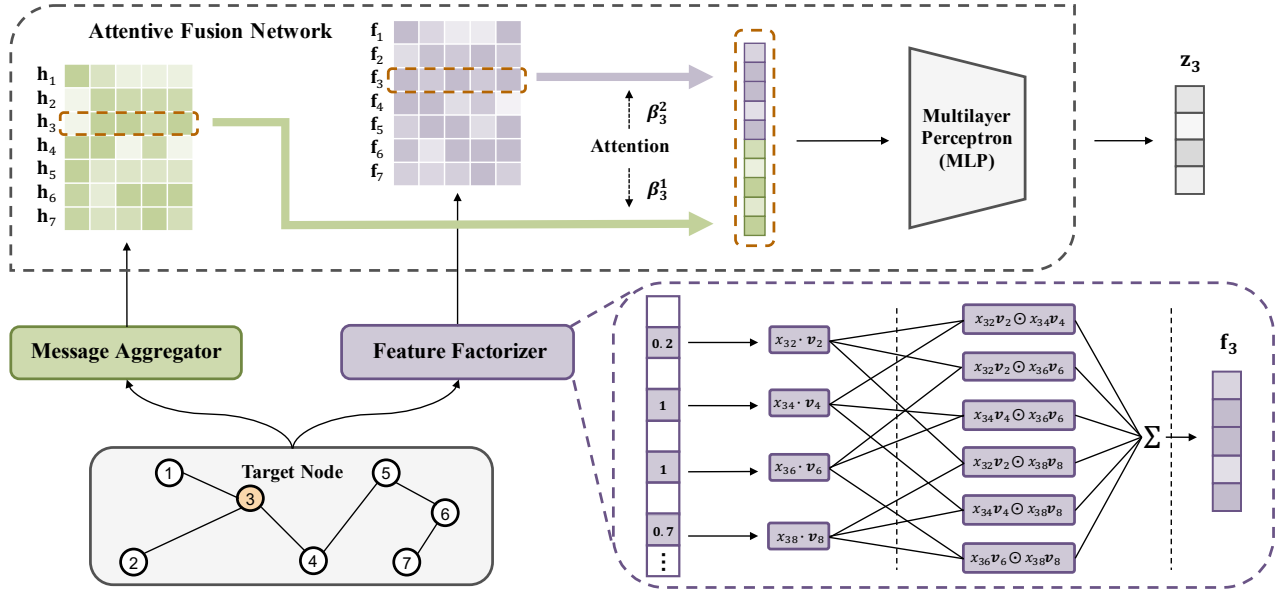 Attentive Fusion Network
h₁
h₂
h₃
h₄
h₅
h₆
h₇
f₁
f₂
f₃
f₄
f₅
f₆
f₇
β₃²
Attention
β₃¹
Multilayer
Perceptron
(MLP)
z₃
Message Aggregator
Feature Factorizer
Target Node
1
2
3
4
5
6
7
0.2
1
1
0.7
⋮
x₃₂ · v₂
x₃₄ · v₄
x₃₆ · v₆
x₃₈ · v₈
x₃₂v₂ ⊙ x₃₄v₄
x₃₂v₂ ⊙ x₃₆v₆
x₃₄v₄ ⊙ x₃₆v₆
x₃₂v₂ ⊙ x₃₈v₈
x₃₄v₄ ⊙ x₃₈v₈
x₃₆v₆ ⊙ x₃₈v₈
Σ
f₃